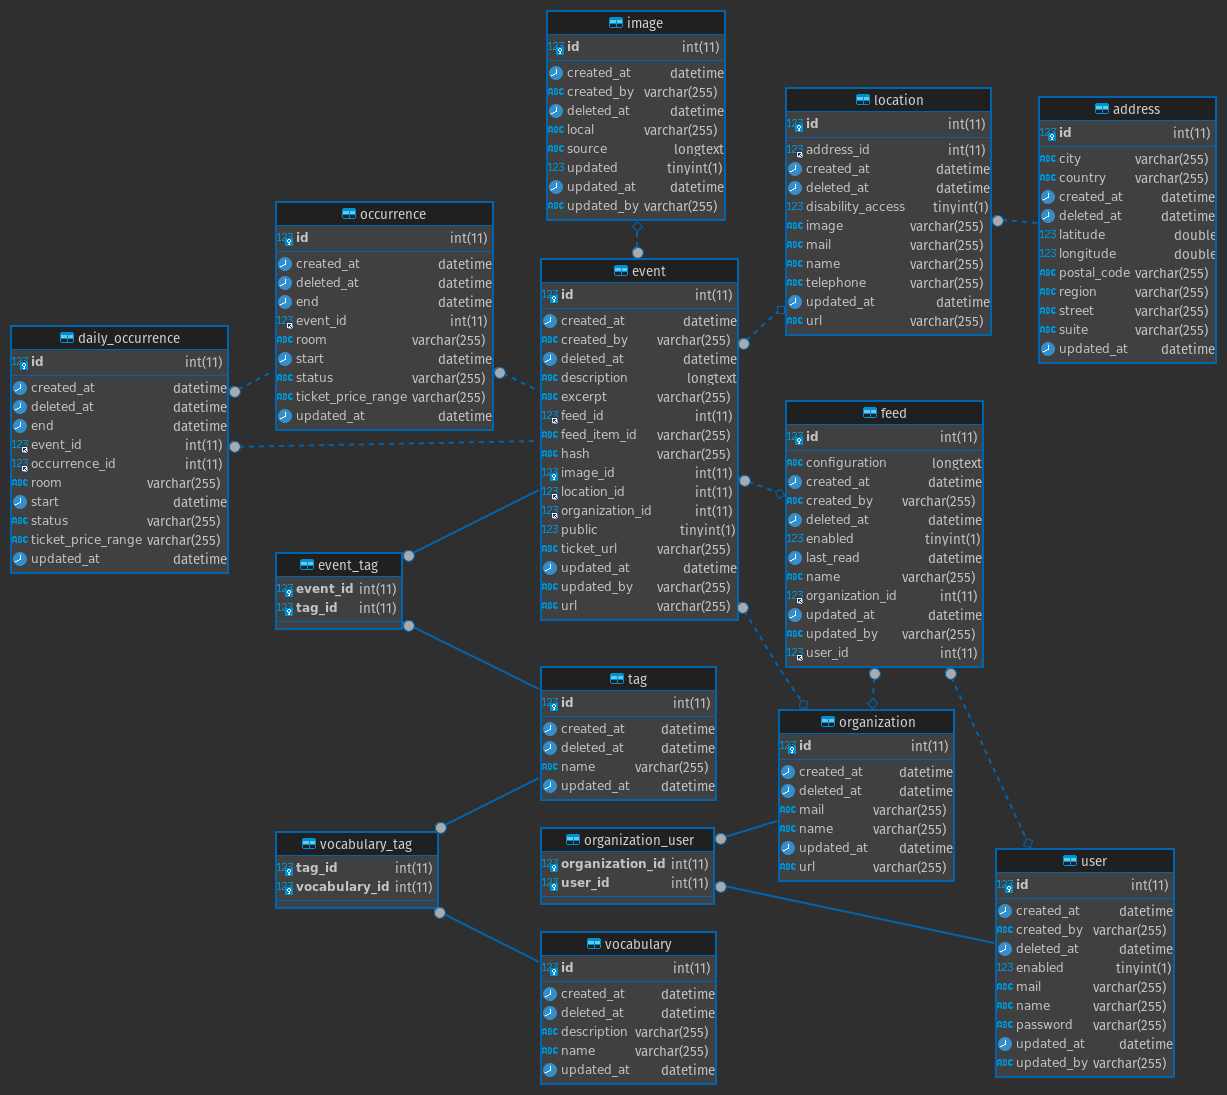 image
id int(11)
created_at datetime
created_by varchar(255)
deleted_at datetime
local varchar(255)
source longtext
updated tinyint(1)
updated_at datetime
updated_by varchar(255)
location
id int(11)
address_id int(11)
created_at datetime
deleted_at datetime
disability_access tinyint(1)
image varchar(255)
mail varchar(255)
name varchar(255)
telephone varchar(255)
updated_at datetime
url varchar(255)
address
id int(11)
city varchar(255)
country varchar(255)
created_at datetime
deleted_at datetime
latitude double
longitude double
postal_code varchar(255)
region varchar(255)
street varchar(255)
suite varchar(255)
updated_at datetime
occurrence
id int(11)
created_at datetime
deleted_at datetime
end datetime
event_id int(11)
room varchar(255)
start datetime
status varchar(255)
ticket_price_range varchar(255)
updated_at datetime
event
id int(11)
created_at datetime
created_by varchar(255)
deleted_at datetime
description longtext
excerpt varchar(255)
feed_id int(11)
feed_item_id varchar(255)
hash varchar(255)
image_id int(11)
location_id int(11)
organization_id int(11)
public tinyint(1)
ticket_url varchar(255)
updated_at datetime
updated_by varchar(255)
url varchar(255)
daily_occurrence
id int(11)
created_at datetime
deleted_at datetime
end datetime
event_id int(11)
occurrence_id int(11)
room varchar(255)
start datetime
status varchar(255)
ticket_price_range varchar(255)
updated_at datetime
feed
id int(11)
configuration longtext
created_at datetime
created_by varchar(255)
deleted_at datetime
enabled tinyint(1)
last_read datetime
name varchar(255)
organization_id int(11)
updated_at datetime
updated_by varchar(255)
user_id int(11)
event_tag
event_id int(11)
tag_id int(11)
tag
id int(11)
created_at datetime
deleted_at datetime
name varchar(255)
updated_at datetime
organization
id int(11)
created_at datetime
deleted_at datetime
mail varchar(255)
name varchar(255)
updated_at datetime
url varchar(255)
vocabulary_tag
tag_id int(11)
vocabulary_id int(11)
organization_user
organization_id int(11)
user_id int(11)
user
id int(11)
created_at datetime
created_by varchar(255)
deleted_at datetime
enabled tinyint(1)
mail varchar(255)
name varchar(255)
password varchar(255)
updated_at datetime
updated_by varchar(255)
vocabulary
id int(11)
created_at datetime
deleted_at datetime
description varchar(255)
name varchar(255)
updated_at datetime